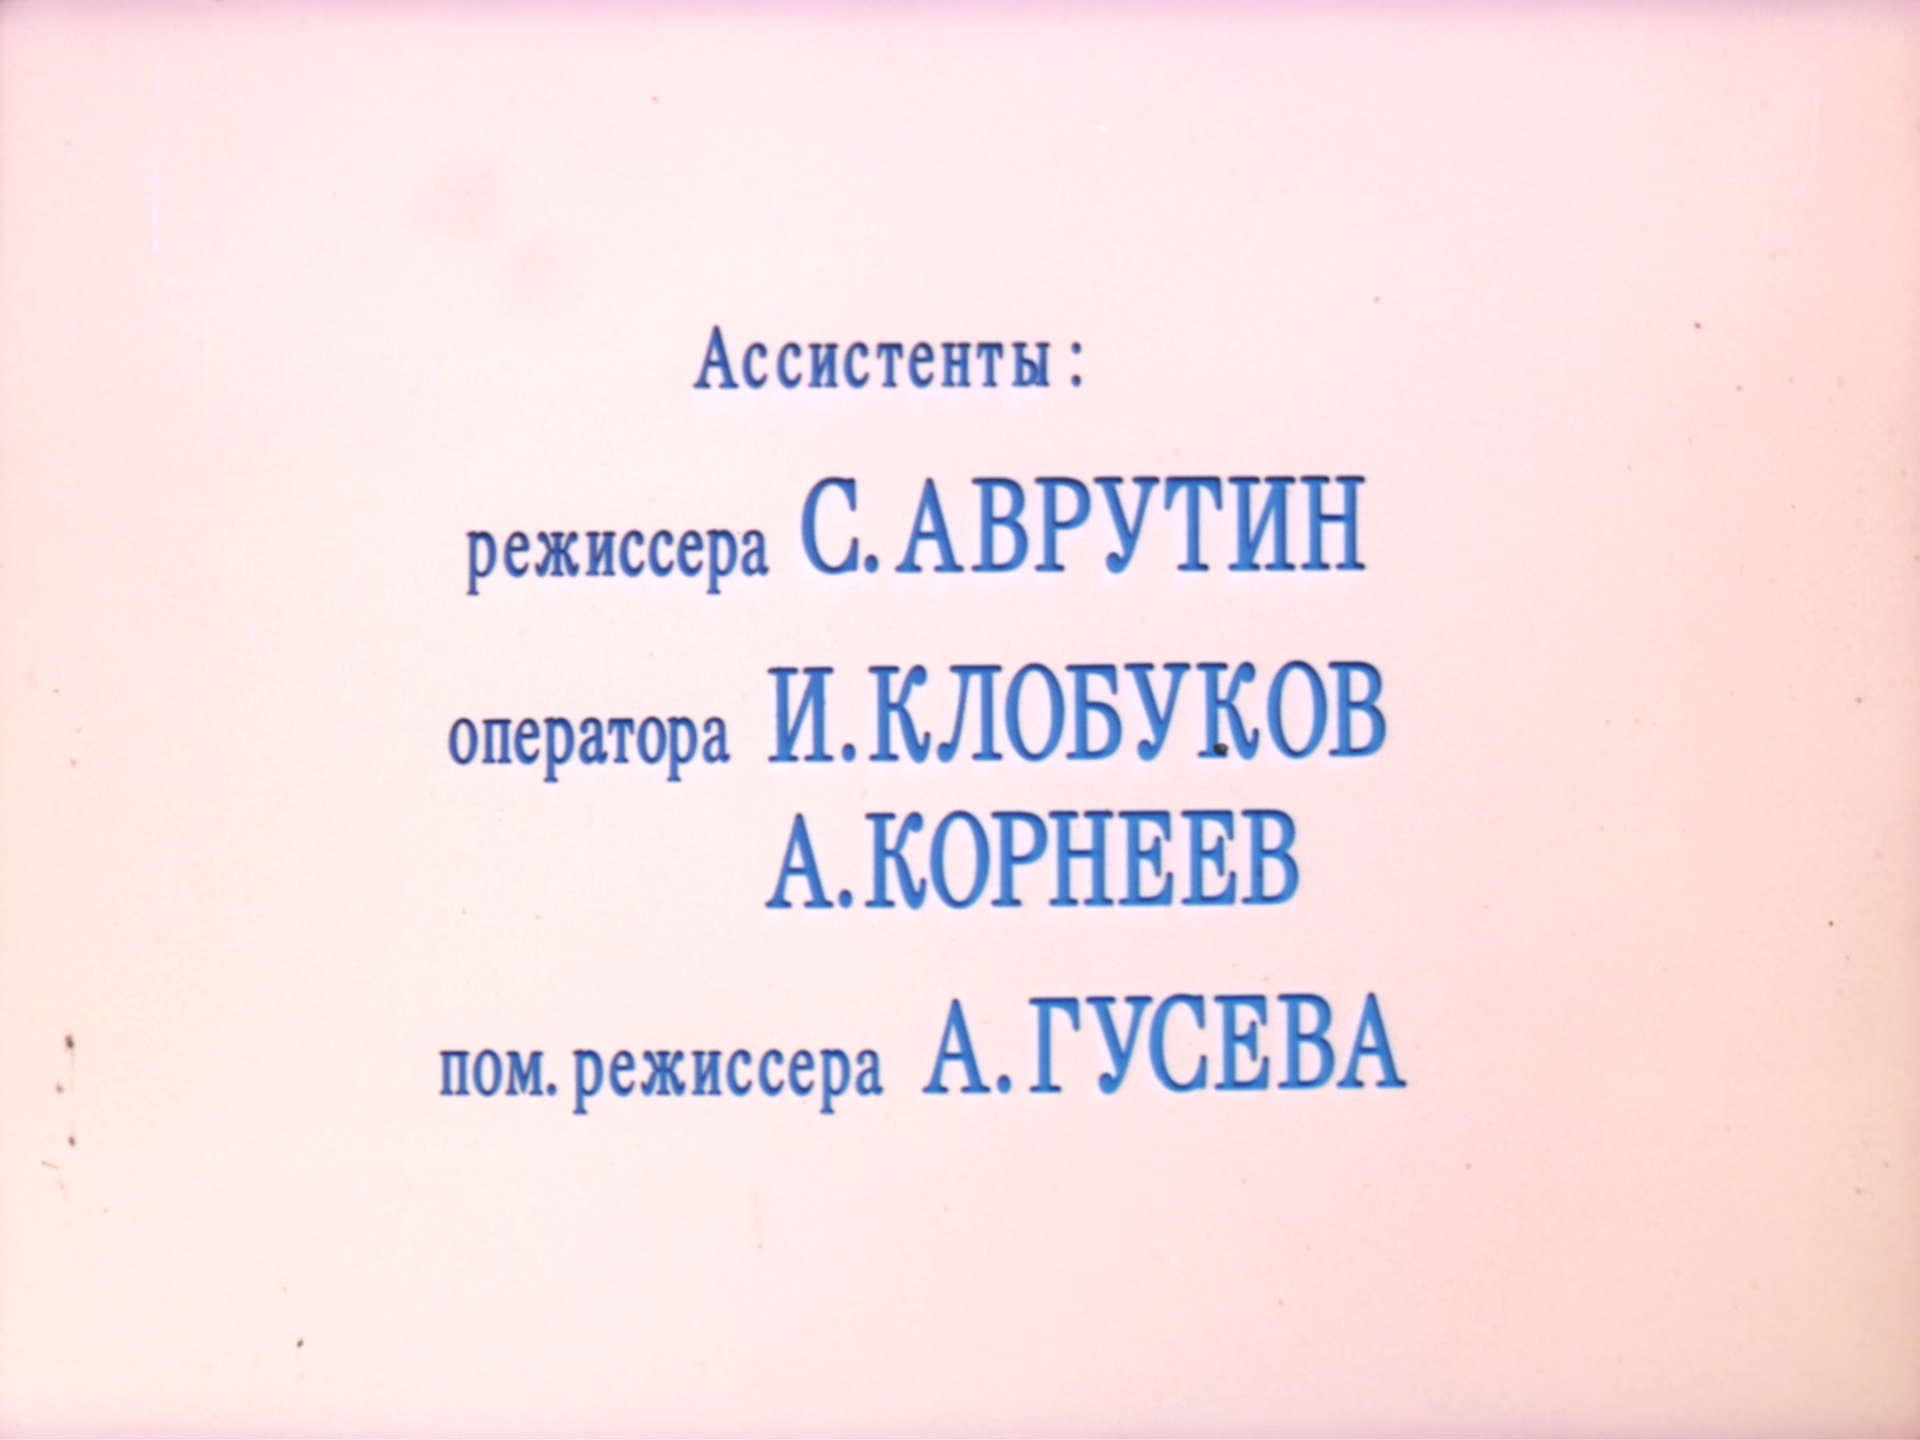 Ассистенты:
режиссера С. АВРУТИН
оператора И. КЛОБУКОВ
А. КОРНЕЕВ
пом. режиссера А. ГУСЕВА